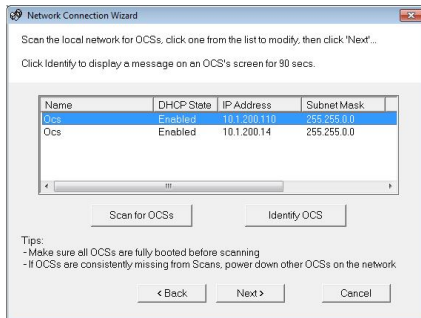 Network Connection Wizard
Scan the local network for OCSs, click one from the list to modify, then click 'Next'...
Click Identify to display a message on an OCS's screen for 90 secs.
Name DHCP State IP Address Subnet Mask
Ocs Enabled 10.1.200.110 255.255.0.0
Ocs Enabled 10.1.200.14 255.255.0.0
Scan for OCSs Identify OCS
Tips:
- Make sure all OCSs are fully booted before scanning
- If OCSs are consistently missing from Scans, power down other OCSs on the network
< Back Next > Cancel